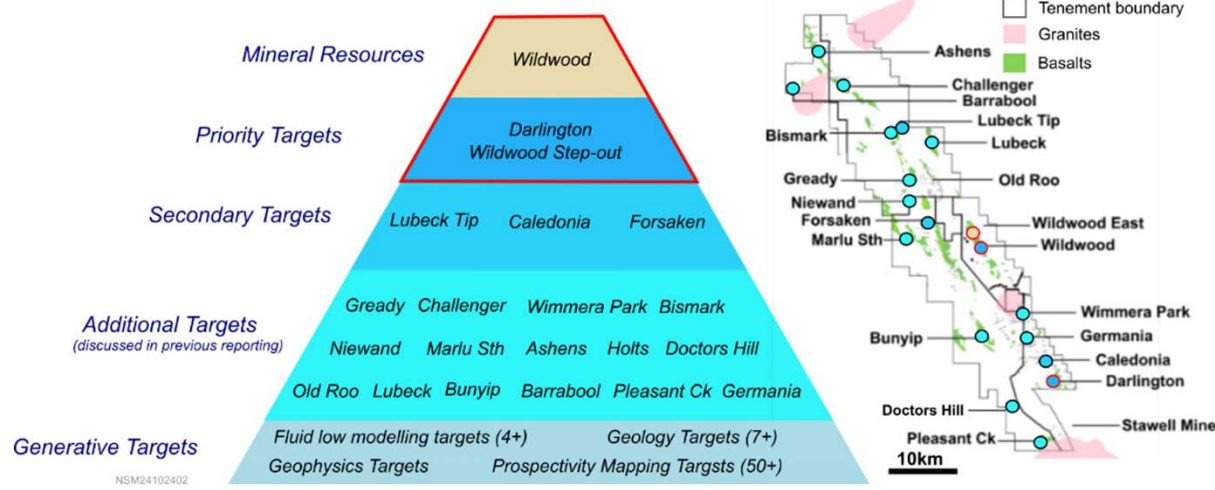 Mineral Resources
Wildwood
Priority Targets
Darlington
Wildwood Step-out
Secondary Targets
Lubeck Tip Caledonia Forsaken
Additional Targets
(discussed in previous reporting)
Gready Challenger Wimmera Park Bismark
Niewand Marlu Sth Ashens Holts Doctors Hill
Old Roo Lubeck Bunyip Barrabool Pleasant Ck Germania
Generative Targets
Fluid low modelling targets (4+) Geology Targets (7+)
Geophysics Targets Prospectivity Mapping Targsts (50+)
NSM24102402
Tenement boundary
Granites
Basalts
Ashens
Challenger
Barrabool
Lubeck Tip
Bismark
Lubeck
Gready
Old Roo
Niewand
Forsaken
Wildwood East
Marlu Sth
Wildwood
Wimmera Park
Bunyip
Germania
Caledonia
Darlington
Doctors Hill
Stawell Mine
Pleasant Ck
10km